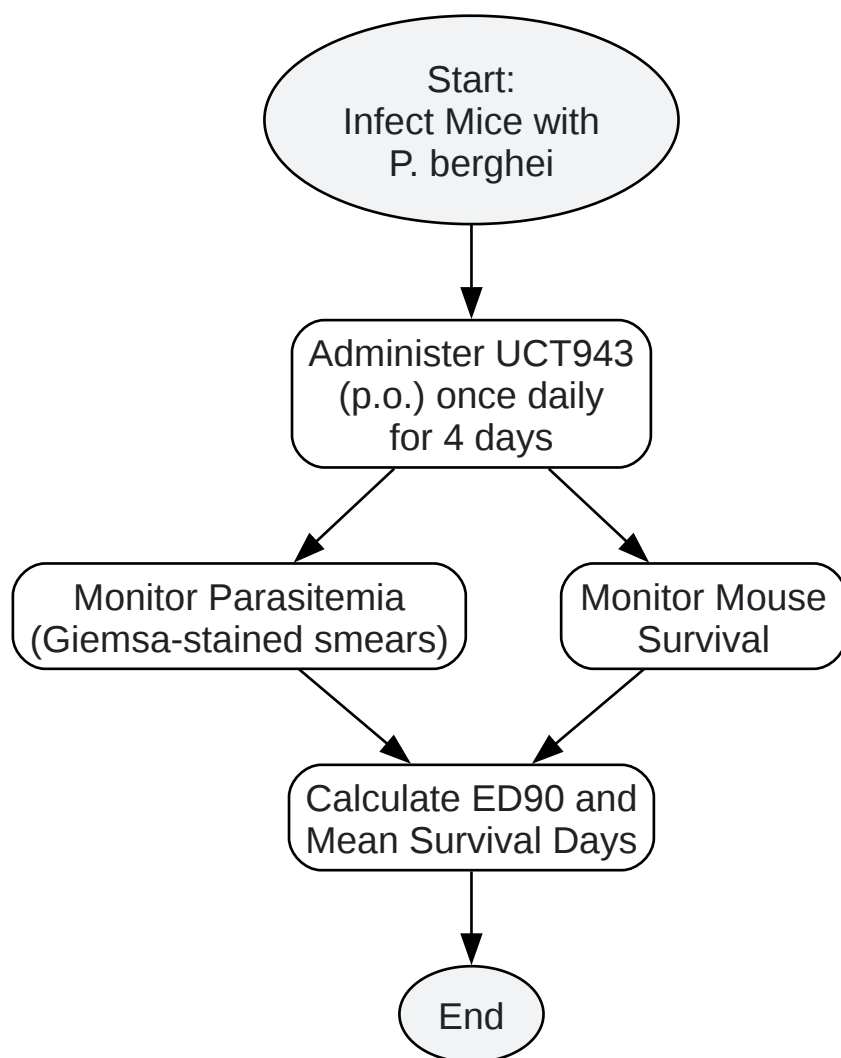 Start:
Infect Mice with
P. berghei
Administer UCT943
(p.o.) once daily
for 4 days
Monitor Parasitemia
(Giemsa-stained smears)
Monitor Mouse
Survival
Calculate ED90 and
Mean Survival Days
End